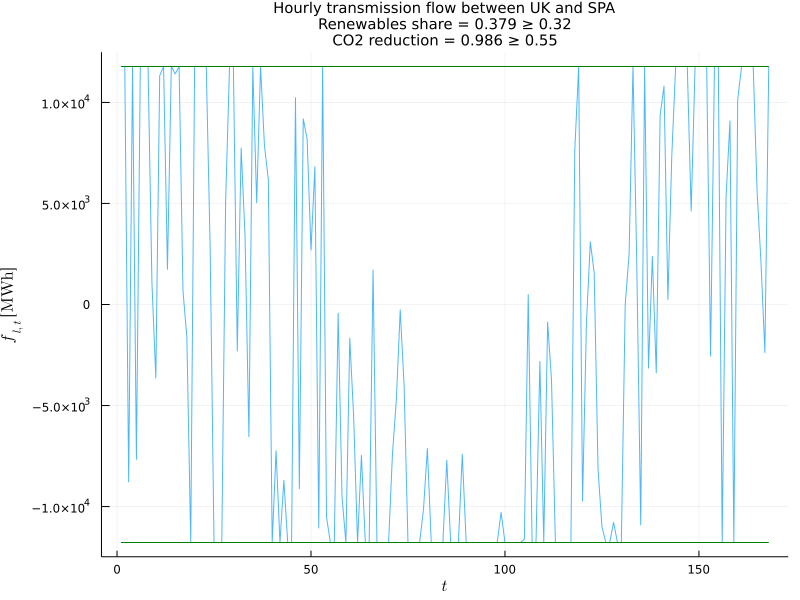 Hourly transmission flow between UK and SPA
Renewables share = 0.379 ≥ 0.32
CO2 reduction = 0.986 ≥ 0.55
1.0×10⁴
5.0×10³
0
−5.0×10³
−1.0×10⁴
f_{l,t} [MWh]
0 50 100 150
t